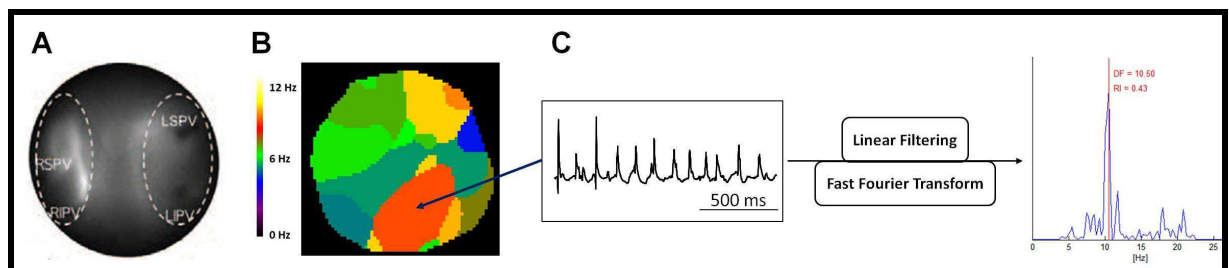 A
B
C
LSPV
RSPV
RIPV
LIPV
12 Hz
6 Hz
0 Hz
500 ms
Linear Filtering
Fast Fourier Transform
DF = 10.50
RI = 0.43
0 5 10 15 20 25
[Hz]